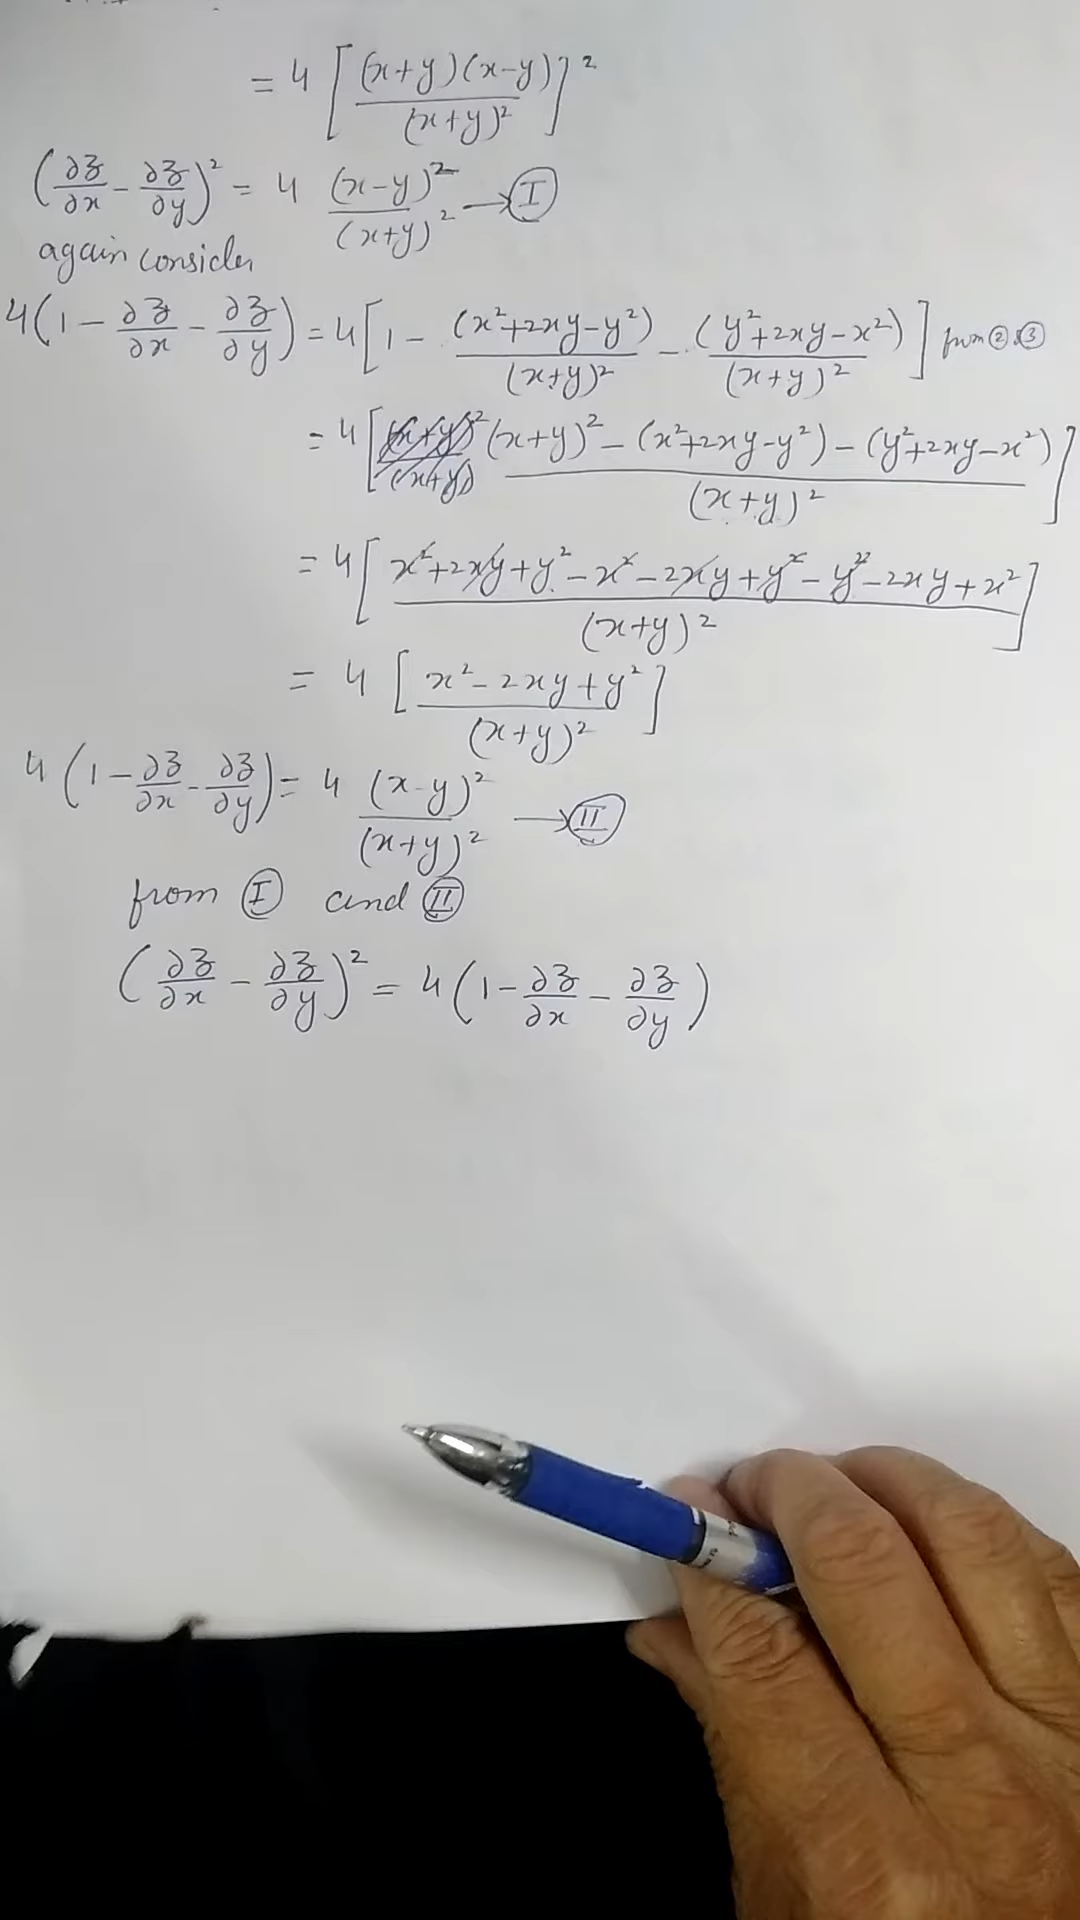 = 4 [ (x+y)(x-y) / (x+y)² ]²
(∂z/∂x - ∂z/∂y)² = 4 (x-y)² / (x+y)² → Ⓘ
again consider
4(1 - ∂z/∂x - ∂z/∂y) = 4[1 - (x²+2xy-y²) / (x+y)² - (y²+2xy-x²) / (x+y)²] from ② & ③
= 4[ (x+y)² - (x²+2xy-y²) - (y²+2xy-x²) / (x+y)² ]
= 4[ x²+2xy+y²-x²-2xy+y²-y²-2xy+x² / (x+y)² ]
= 4 [ x²-2xy+y² / (x+y)² ]
4 (1 - ∂z/∂x - ∂z/∂y) = 4 (x-y)² / (x+y)² → (II)
from Ⓘ and (II)
(∂z/∂x - ∂z/∂y)² = 4(1 - ∂z/∂x - ∂z/∂y)